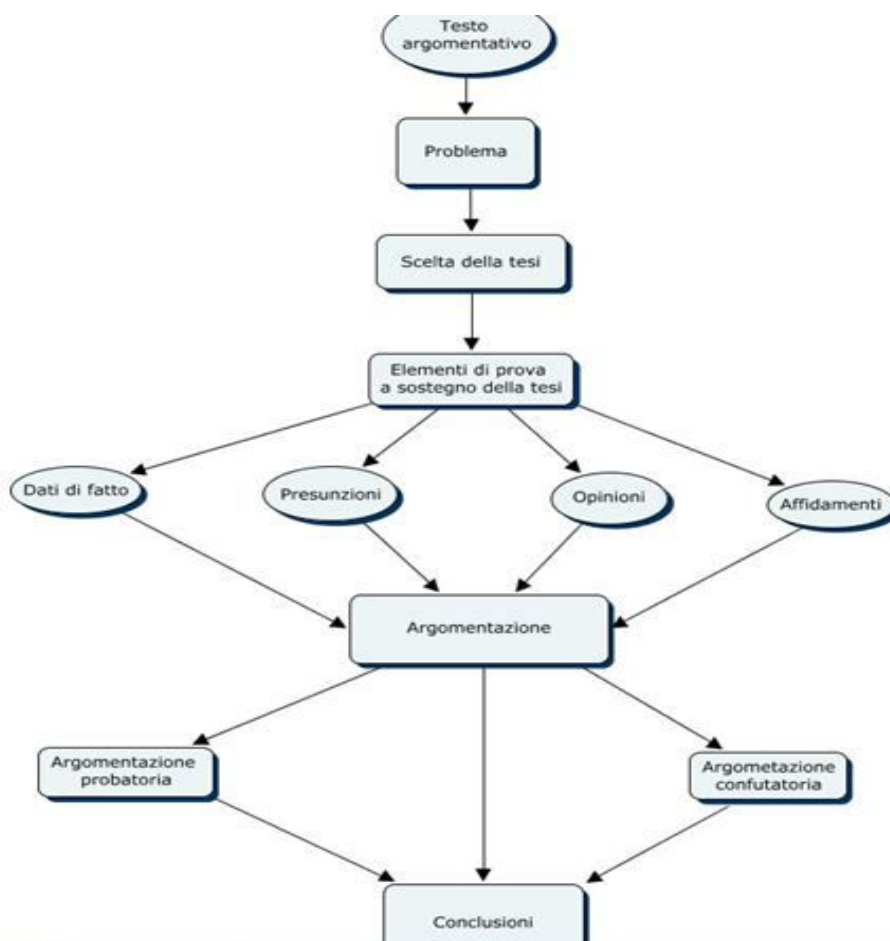 Testo
argomentativo
Problema
Scelta della tesi
Elementi di prova
a sostegno della tesi
Dati di fatto
Presunzioni
Opinioni
Affidamenti
Argomentazione
Argomentazione
probatoria
Argometazione
confutatoria
Conclusioni